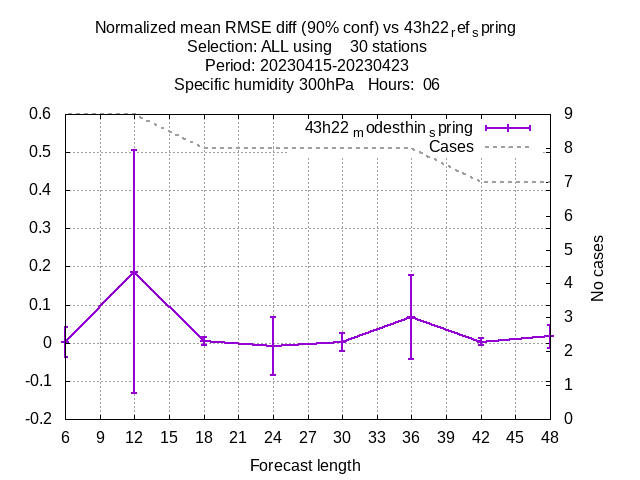 Normalized mean RMSE diff (90% conf) vs 43h22refspring
Selection: ALL using    30 stations
Period: 20230415-20230423
Specific humidity 300hPa   Hours:  06
43h22modesthinspring
Cases
0.6
0.5
0.4
0.3
0.2
0.1
0
-0.1
-0.2
9
8
7
6
5
4
3
2
1
0
No cases
6 9 12 15 18 21 24 27 30 33 36 39 42 45 48
Forecast length